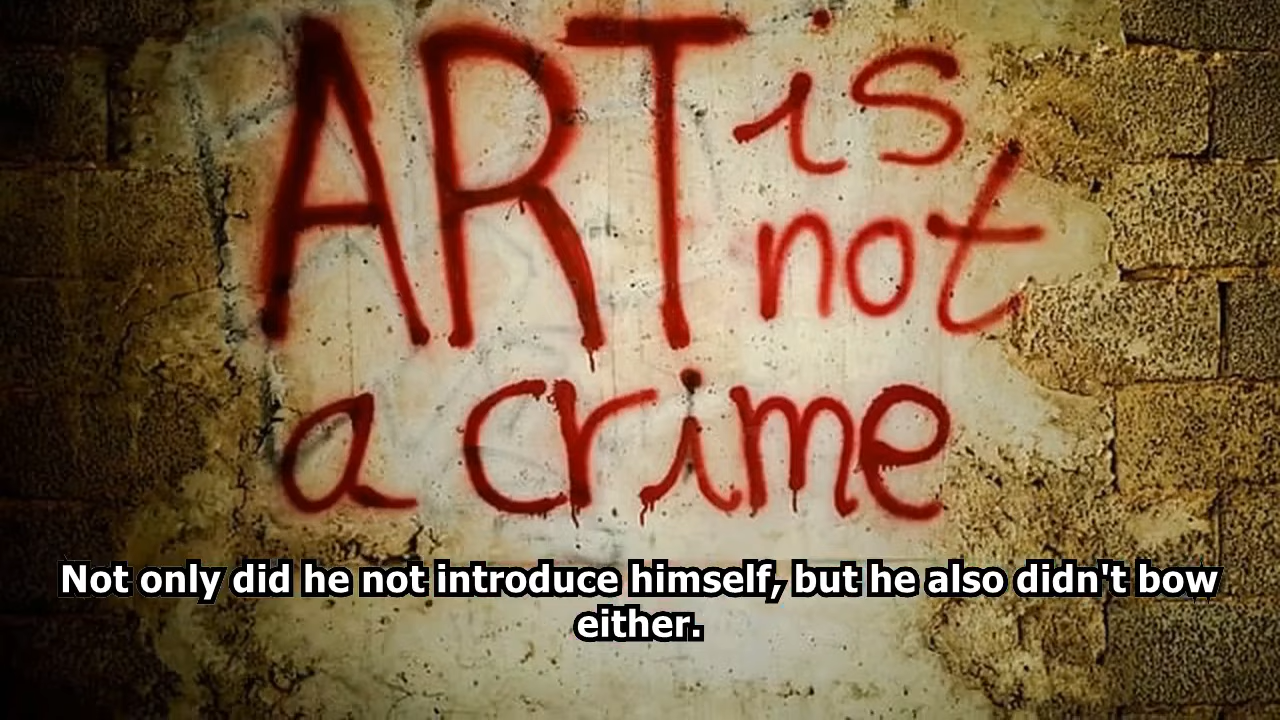 ART is
not
a crime
Not only did he not introduce himself, but he also didn't bow
either.